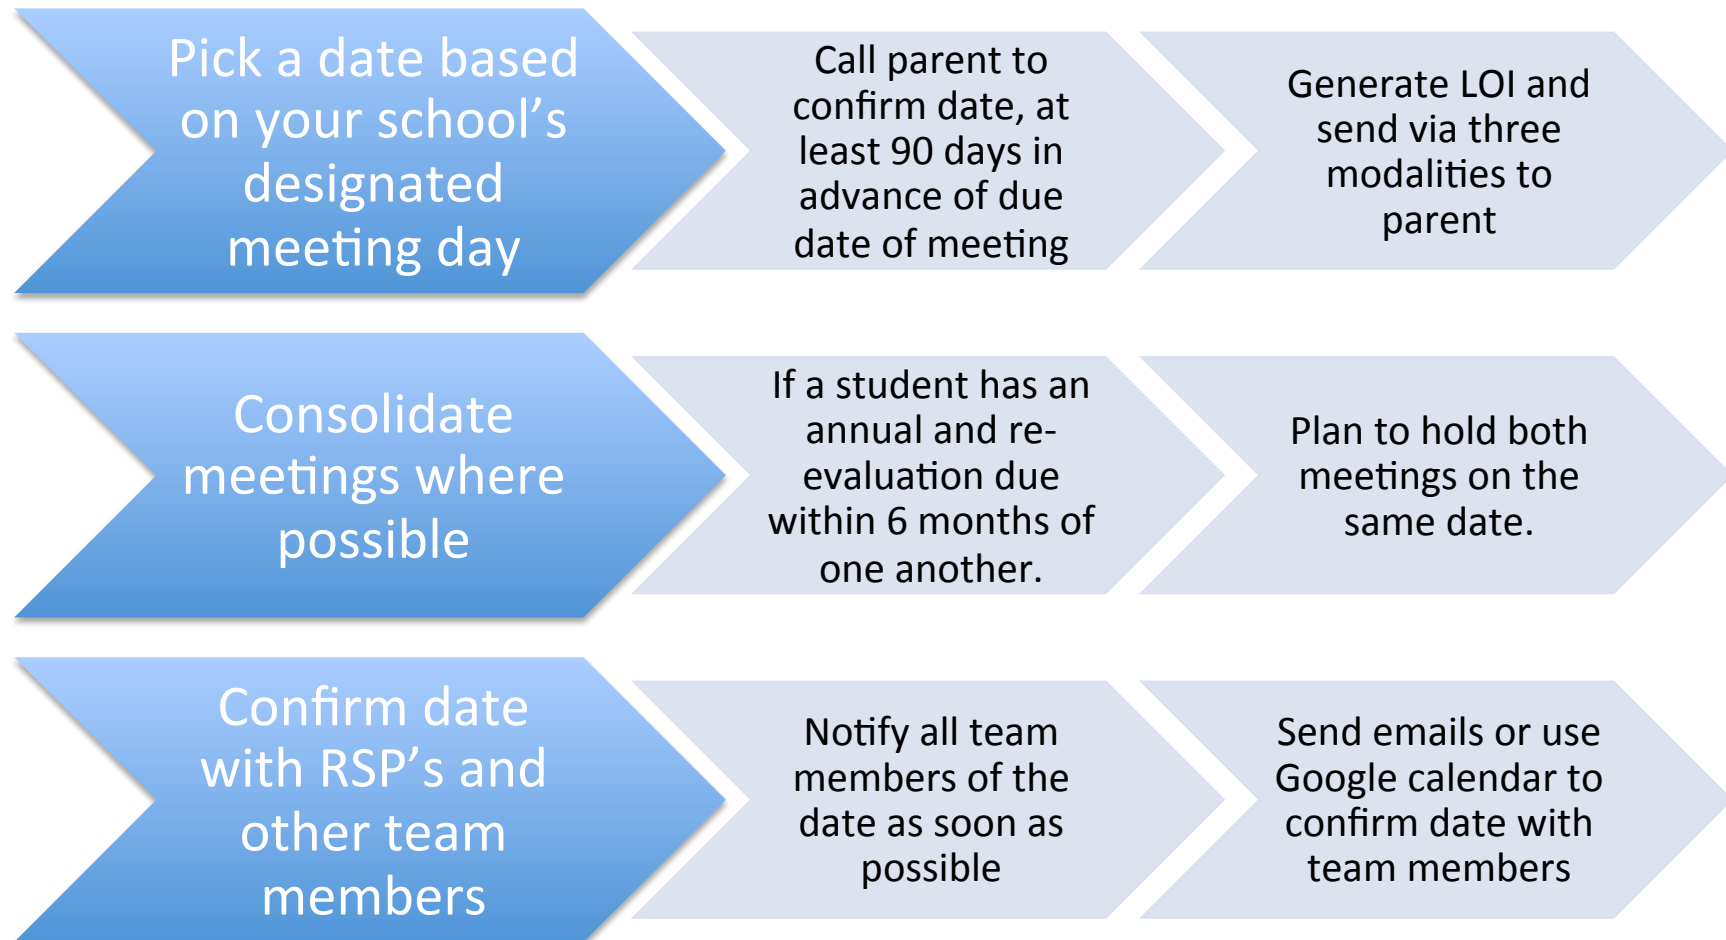 Pick a date based
on your school’s
designated
meeting day
Call parent to
confirm date, at
least 90 days in
advance of due
date of meeting
Generate LOI and
send via three
modalities to
parent
Consolidate
meetings where
possible
If a student has an
annual and re-
evaluation due
within 6 months of
one another.
Plan to hold both
meetings on the
same date.
Confirm date
with RSP’s and
other team
members
Notify all team
members of the
date as soon as
possible
Send emails or use
Google calendar to
confirm date with
team members